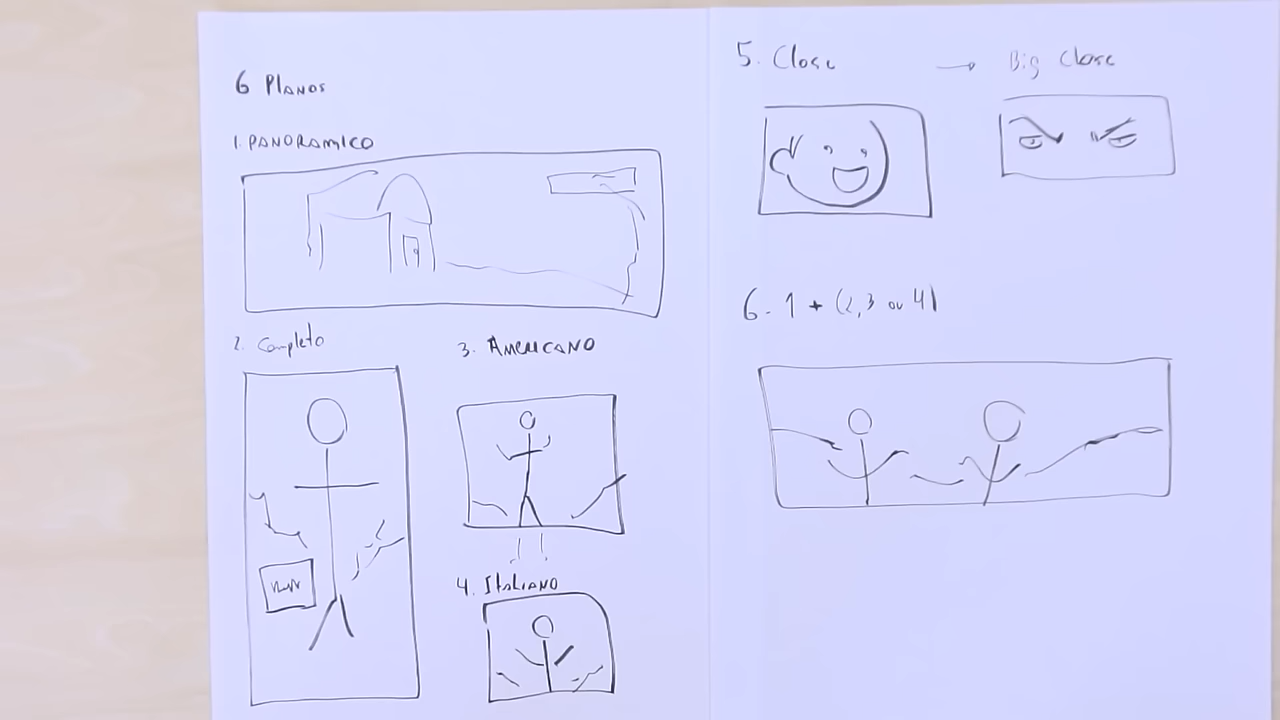 6 PLANOS
1. PANORAMICO
2. Completo
3. AMERICANO
4. ITALIANO
5. Close → Big Close
6. 1 + (2, 3 ou 4)